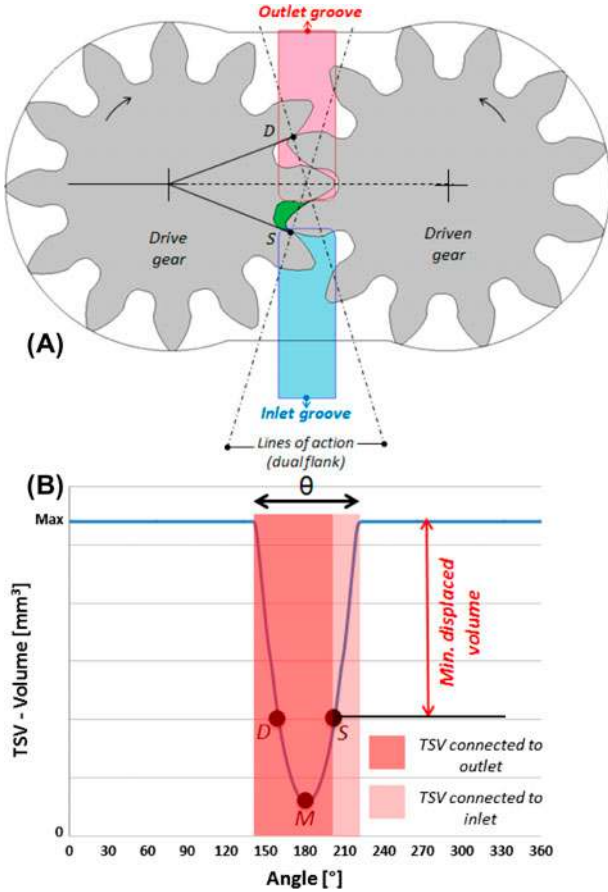 Outlet groove
D
S
Drive
gear
Driven
gear
(A)
Inlet groove
Lines of action
(dual flank)
(B)
θ
Max
TSV - Volume [mm³]
Min. displaced
volume
D
S
M
TSV connected to
outlet
TSV connected to
inlet
0
0 30 60 90 120 150 180 210 240 270 300 330 360
Angle [°]